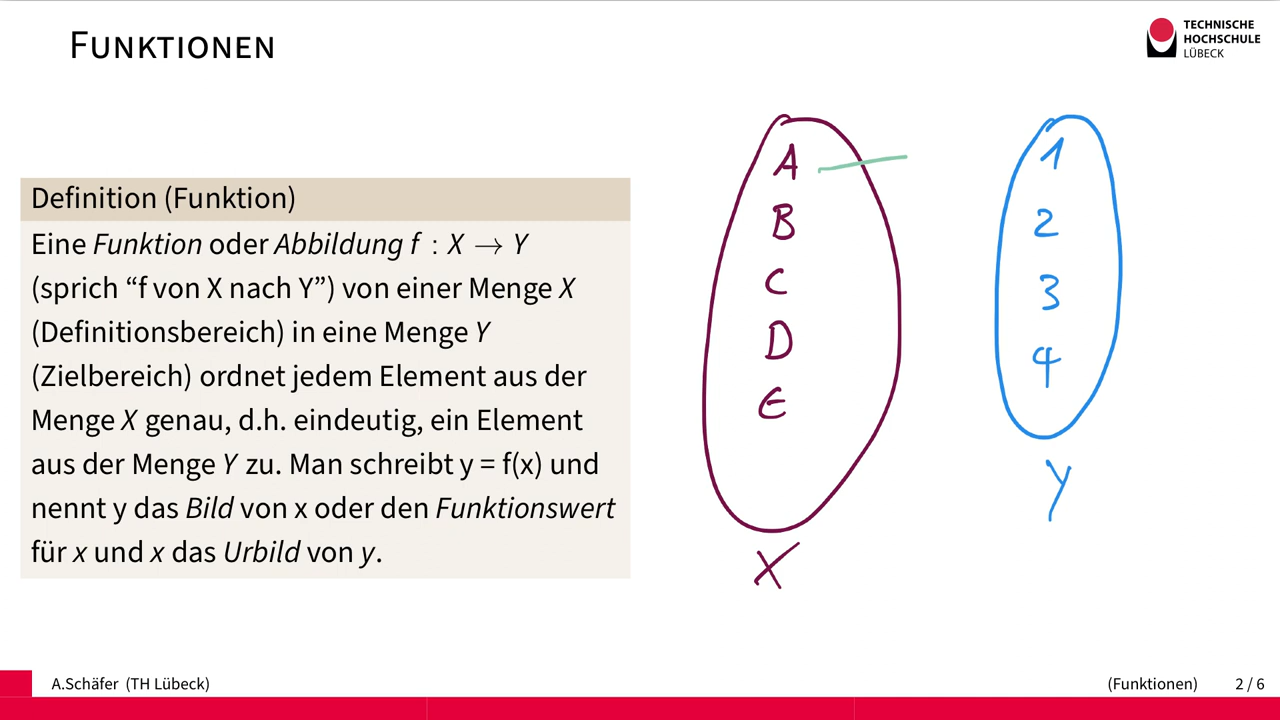 FUNKTIONEN
TECHNISCHE
HOCHSCHULE
LÜBECK
Definition (Funktion)
Eine Funktion oder Abbildung f : X → Y
(sprich “f von X nach Y”) von einer Menge X
(Definitionsbereich) in eine Menge Y
(Zielbereich) ordnet jedem Element aus der
Menge X genau, d.h. eindeutig, ein Element
aus der Menge Y zu. Man schreibt y = f(x) und
nennt y das Bild von x oder den Funktionswert
für x und x das Urbild von y.
A
B
C
D
E
X
1
2
3
4
Y
A.Schäfer (TH Lübeck)
(Funktionen)
2 / 6